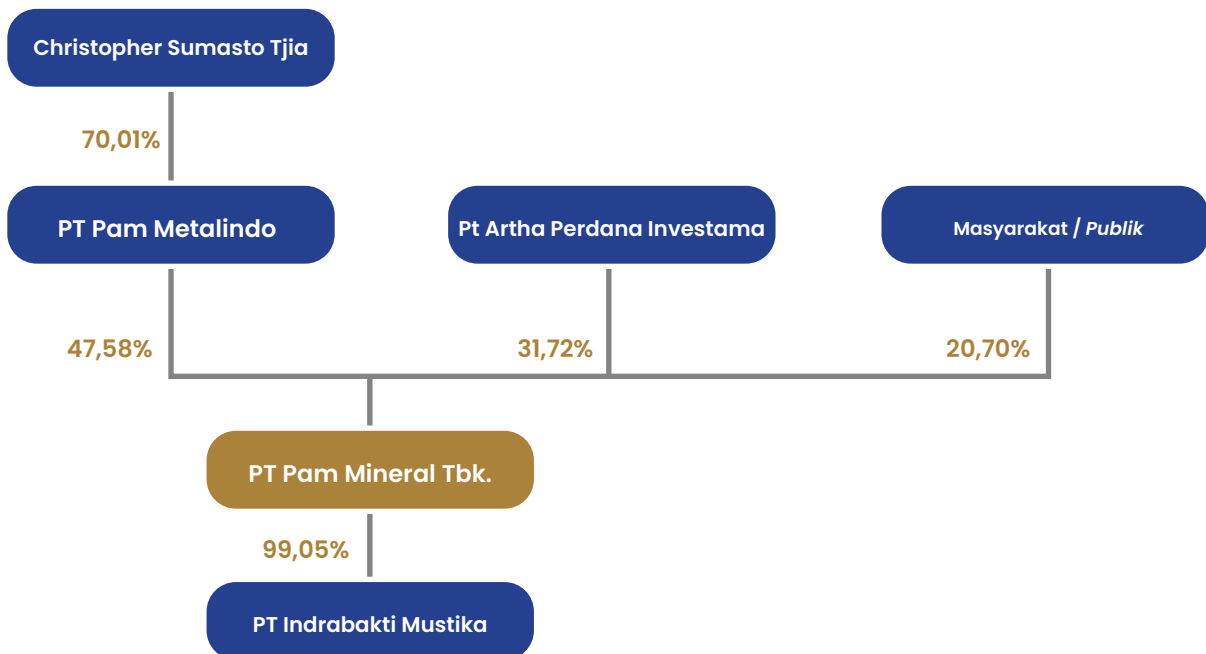 Christopher Sumasto Tjia
70,01%
PT Pam Metalindo
Pt Artha Perdana Investama
Masyarakat / Publik
47,58%
31,72%
20,70%
PT Pam Mineral Tbk.
99,05%
PT Indrabakti Mustika